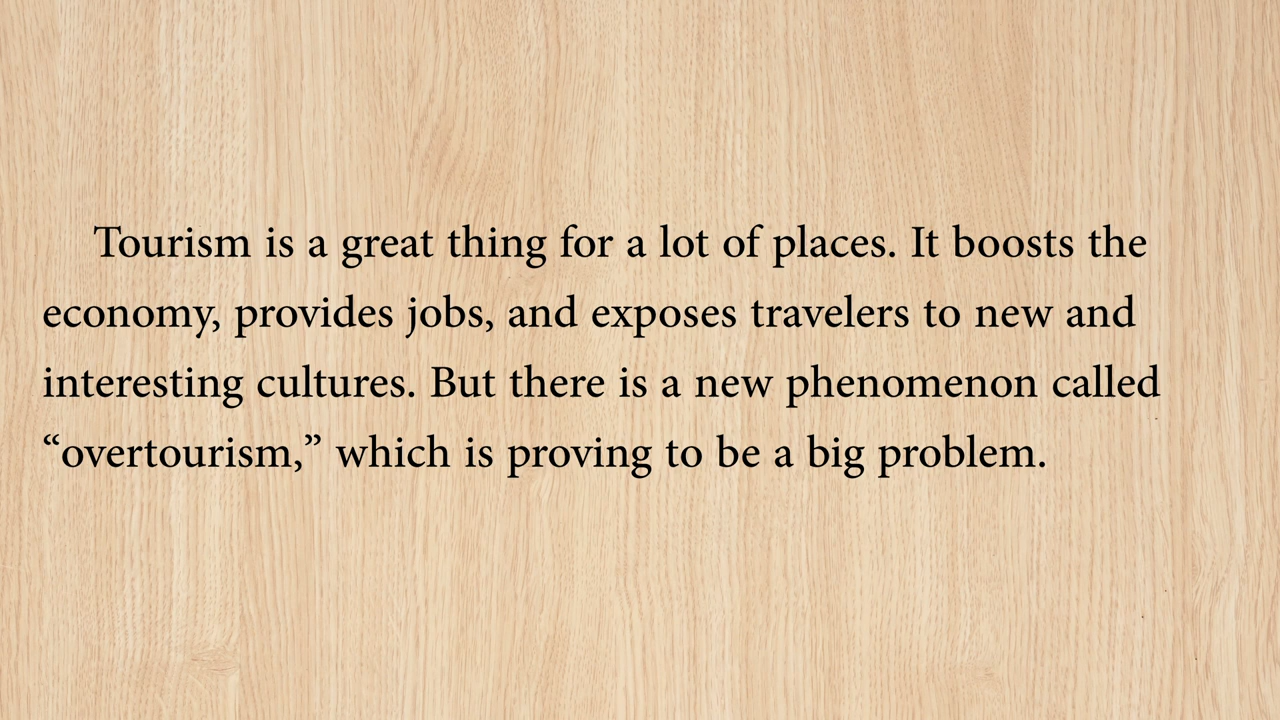 Tourism is a great thing for a lot of places. It boosts the
economy, provides jobs, and exposes travelers to new and
interesting cultures. But there is a new phenomenon called
“overtourism,” which is proving to be a big problem.